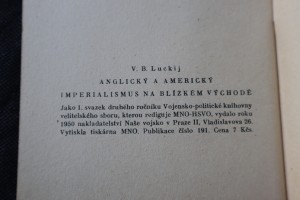 V. B. Luckij
ANGLICKÝ A AMERICKÝ
IMPERIALISMUS NA BLÍZKÉM VÝCHODĚ
Jako 1. svazek druhého ročníku Vojensko-politické knihovny
velitelského sboru, kterou rediguje MNO-HSVO, vydalo roku
1950 nakladatelství Naše vojsko v Praze II, Vladislavova 26.
Vytiskla tiskárna MNO. Publikace číslo 191. Cena 7 Kčs.